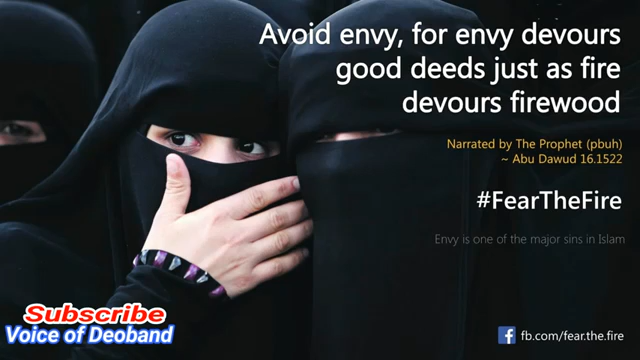 Avoid envy, for envy devours
good deeds just as fire
devours firewood
Narrated by The Prophet (pbuh)
~ Abu Dawud 16.1522
#FearTheFire
Envy is one of the major sins in Islam
Subscribe
Voice of Deoband
f fb.com/fear.the.fire